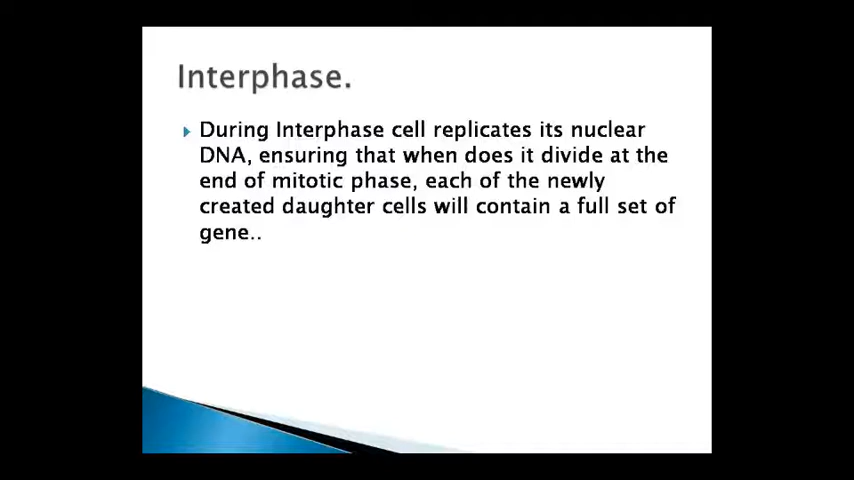 Interphase.
During Interphase cell replicates its nuclear
DNA, ensuring that when does it divide at the
end of mitotic phase, each of the newly
created daughter cells will contain a full set of
gene..